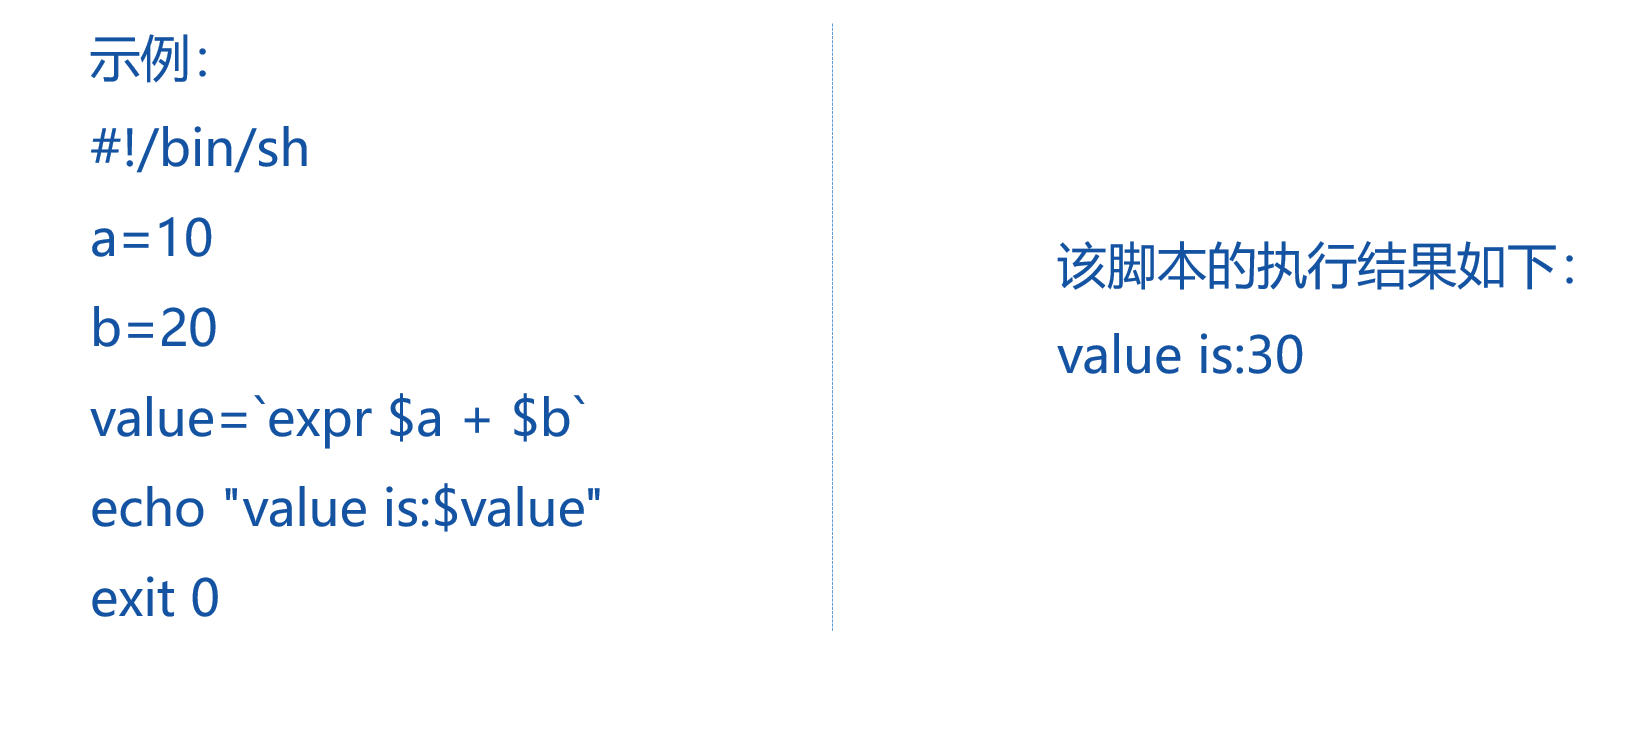 示例：
#!/bin/sh
a=10
b=20
value=`expr $a + $b`
echo "value is:$value"
exit 0
该脚本的执行结果如下：
value is:30